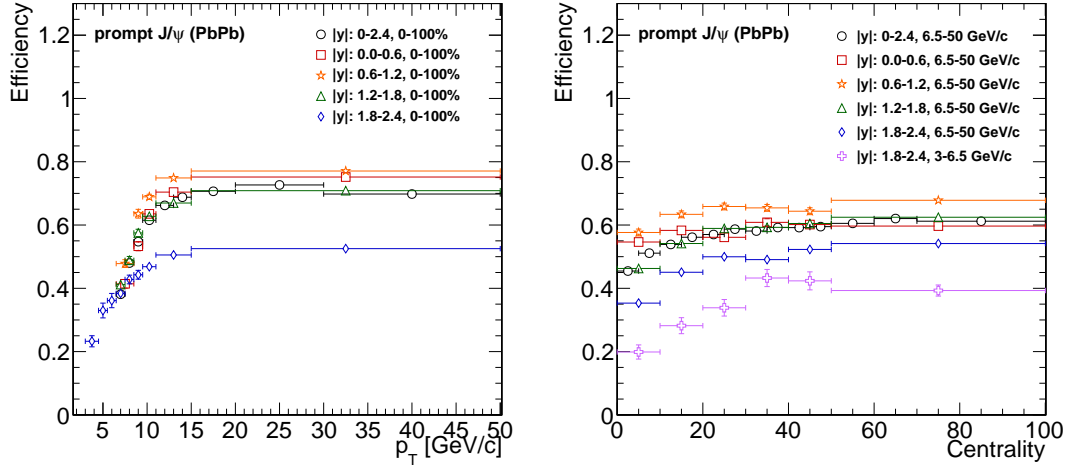 Efficiency
1.2
1
0.8
0.6
0.4
0.2
0
prompt J/ψ (PbPb)
|y|: 0-2.4, 0-100%
|y|: 0.0-0.6, 0-100%
|y|: 0.6-1.2, 0-100%
|y|: 1.2-1.8, 0-100%
|y|: 1.8-2.4, 0-100%
5 10 15 20 25 30 35 40 45 50
p_T [GeV/c]
Efficiency
1.2
1
0.8
0.6
0.4
0.2
0
prompt J/ψ (PbPb)
|y|: 0-2.4, 6.5-50 GeV/c
|y|: 0.0-0.6, 6.5-50 GeV/c
|y|: 0.6-1.2, 6.5-50 GeV/c
|y|: 1.2-1.8, 6.5-50 GeV/c
|y|: 1.8-2.4, 6.5-50 GeV/c
|y|: 1.8-2.4, 3-6.5 GeV/c
0 20 40 60 80 100
Centrality